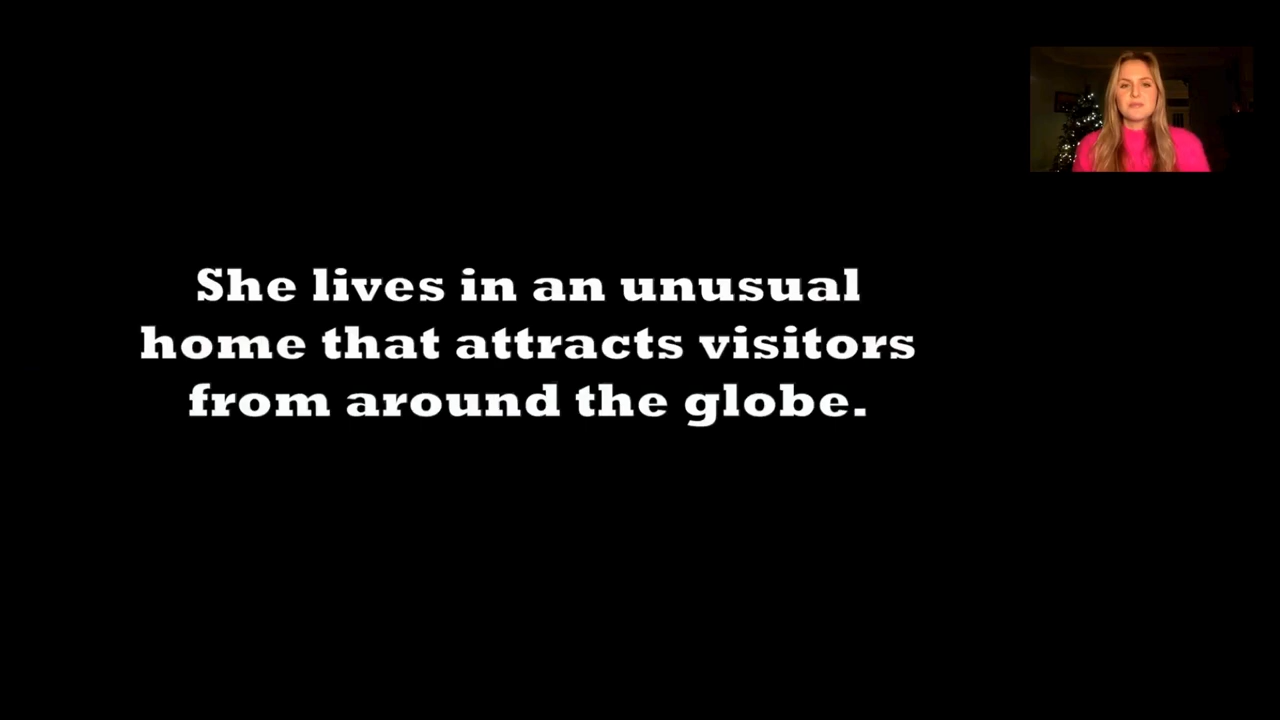 She lives in an unusual
home that attracts visitors
from around the globe.